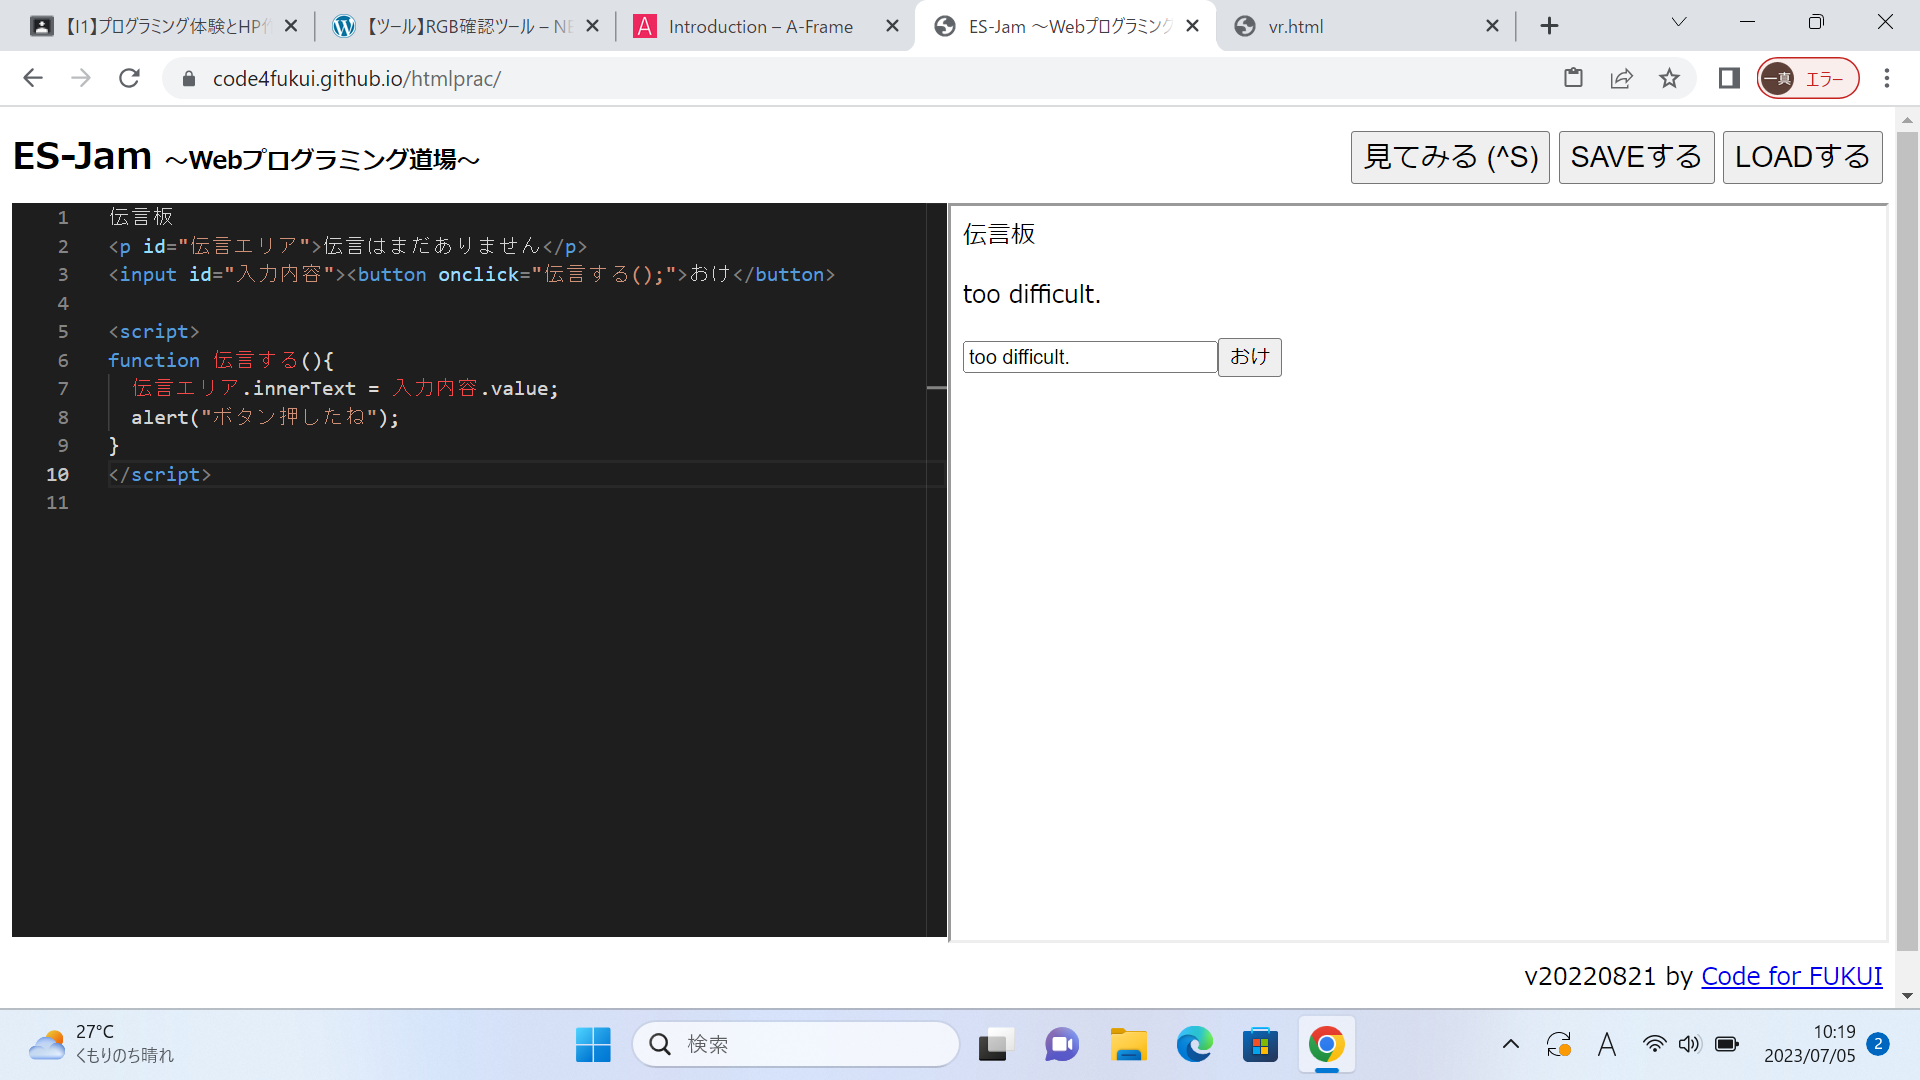 【I1】プログラミング体験とHP作
【ツール】RGB確認ツール – NE
Introduction – A-Frame
ES-Jam 〜Webプログラミング
vr.html
code4fukui.github.io/htmlprac/
一真 エラー
ES-Jam 〜Webプログラミング道場〜
見てみる (^S) SAVEする LOADする
1 伝言板
2 <p id="伝言エリア">伝言はまだありません</p>
3 <input id="入力内容"><button onclick="伝言する();">おけ</button>
4
5 <script>
6 function 伝言する(){
7 伝言エリア.innerText = 入力内容.value;
8 alert("ボタン押したね");
9 }
10 </script>
11
伝言板
too difficult.
too difficult. おけ
v20220821 by Code for FUKUI
27°C
くもりのち晴れ
検索
A
10:19
2023/07/05
2